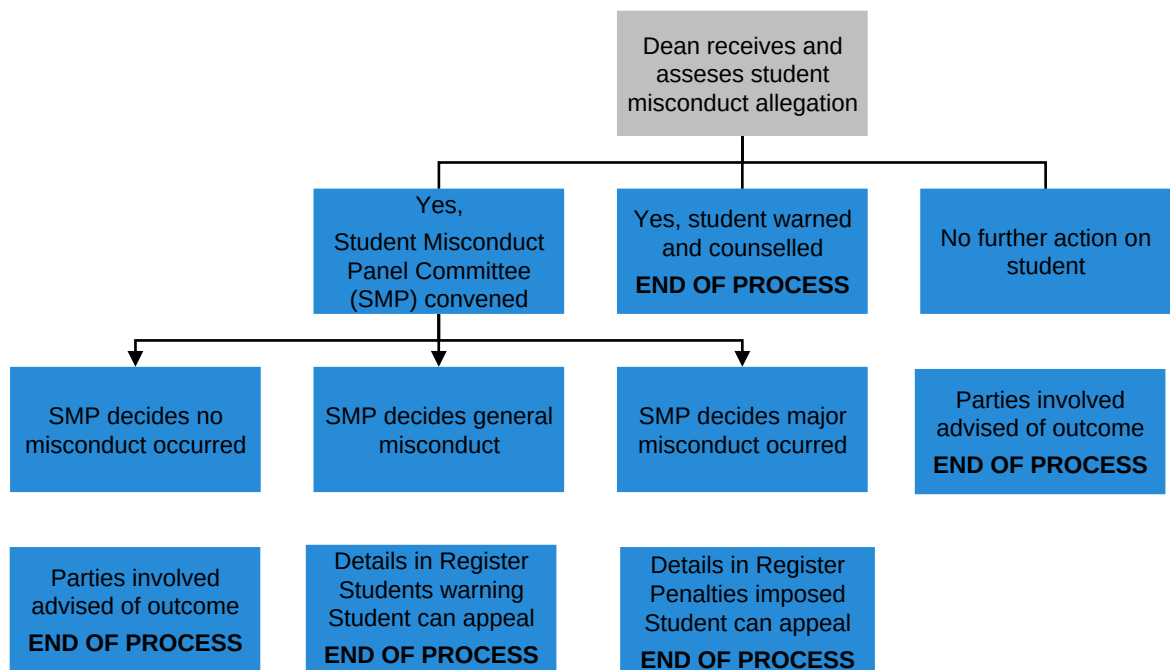 Dean receives and
asseses student
misconduct allegation
Yes,
Student Misconduct
Panel Committee
(SMP) convened
Yes, student warned
and counselled
END OF PROCESS
No further action on
student
SMP decides no
misconduct occurred
SMP decides general
misconduct
SMP decides major
misconduct ocurred
Parties involved
advised of outcome
END OF PROCESS
Parties involved
advised of outcome
END OF PROCESS
Details in Register
Students warning
Student can appeal
END OF PROCESS
Details in Register
Penalties imposed
Student can appeal
END OF PROCESS